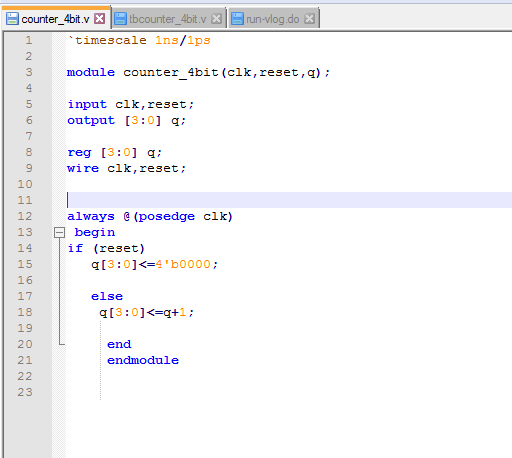 counter_4bit.v tbcounter_4bit.v run-vlog.do
1 `timescale 1ns/1ps
2
3 module counter_4bit(clk,reset,q);
4
5 input clk,reset;
6 output [3:0] q;
7
8 reg [3:0] q;
9 wire clk,reset;
10
11
12 always @(posedge clk)
13 begin
14 if (reset)
15 q[3:0]<=4'b0000;
16
17 else
18 q[3:0]<=q+1;
19
20 end
21 endmodule
22
23